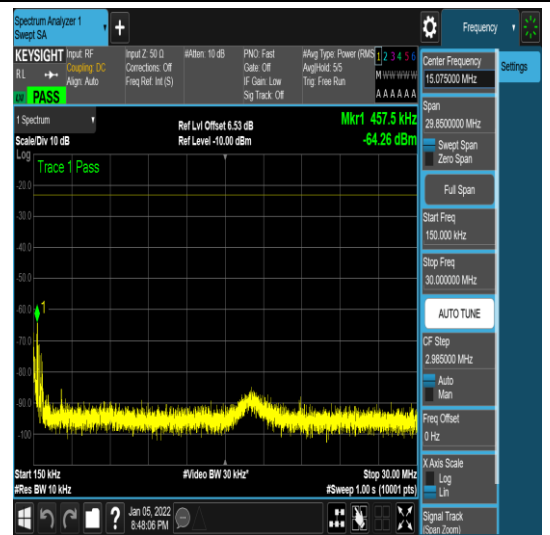 Spectrum Analyzer 1
Swept SA
+
Frequency
KEYSIGHT
RL
PASS
Input: RF
Coupling: DC
Align: Auto
Input Z: 50 Ω
Corrections: Off
Freq Ref: Int (S)
#Atten: 10 dB
PNO: Fast
Gate: Off
IF Gain: Low
Sig Track: Off
#Avg Type: Power (RMS
Avg|Hold: 5/5
Trig: Free Run
1 2 3 4 5 6
M W W W W W
A A A A A A
1 Spectrum
Scale/Div 10 dB
Ref Lvl Offset 6.53 dB
Ref Level -10.00 dBm
Mkr1 457.5 kHz
-64.26 dBm
Log
Trace 1 Pass
-20.0
-30.0
-40.0
-50.0
-60.0
1
-70.0
-80.0
-90.0
-100
Start 150 kHz
#Res BW 10 kHz
#Video BW 30 kHz*
Stop 30.00 MHz
#Sweep 1.00 s (10001 pts)
?
Jan 05, 2022
8:48:06 PM
Center Frequency
15.075000 MHz
Span
29.8500000 MHz
Swept Span
Zero Span
Full Span
Start Freq
150.000 kHz
Stop Freq
30.000000 MHz
AUTO TUNE
CF Step
2.985000 MHz
Auto
Man
Freq Offset
0 Hz
X Axis Scale
Log
Lin
Signal Track
(Span Zoom)
Settings